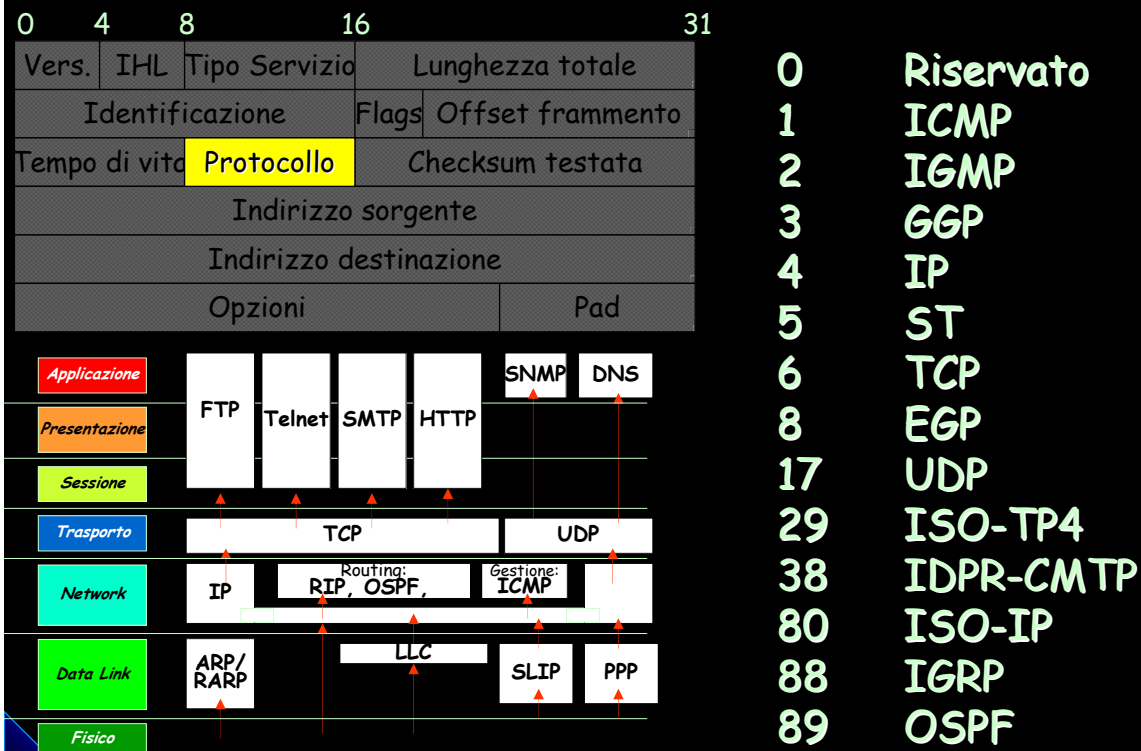 0 4 8 16 31
Vers. IHL Tipo Servizio Lunghezza totale
Identificazione Flags Offset frammento
Tempo di vita Protocollo Checksum testata
Indirizzo sorgente
Indirizzo destinazione
Opzioni Pad
0 Riservato
1 ICMP
2 IGMP
3 GGP
4 IP
5 ST
6 TCP
8 EGP
17 UDP
29 ISO-TP4
38 IDPR-CMTP
80 ISO-IP
88 IGRP
89 OSPF
Applicazione
Presentazione
Sessione
FTP Telnet SMTP HTTP SNMP DNS
Trasporto TCP UDP
Network IP
Routing:
RIP, OSPF,
Gestione:
ICMP
Data Link
ARP/
RARP
LLC
SLIP PPP
Fisico